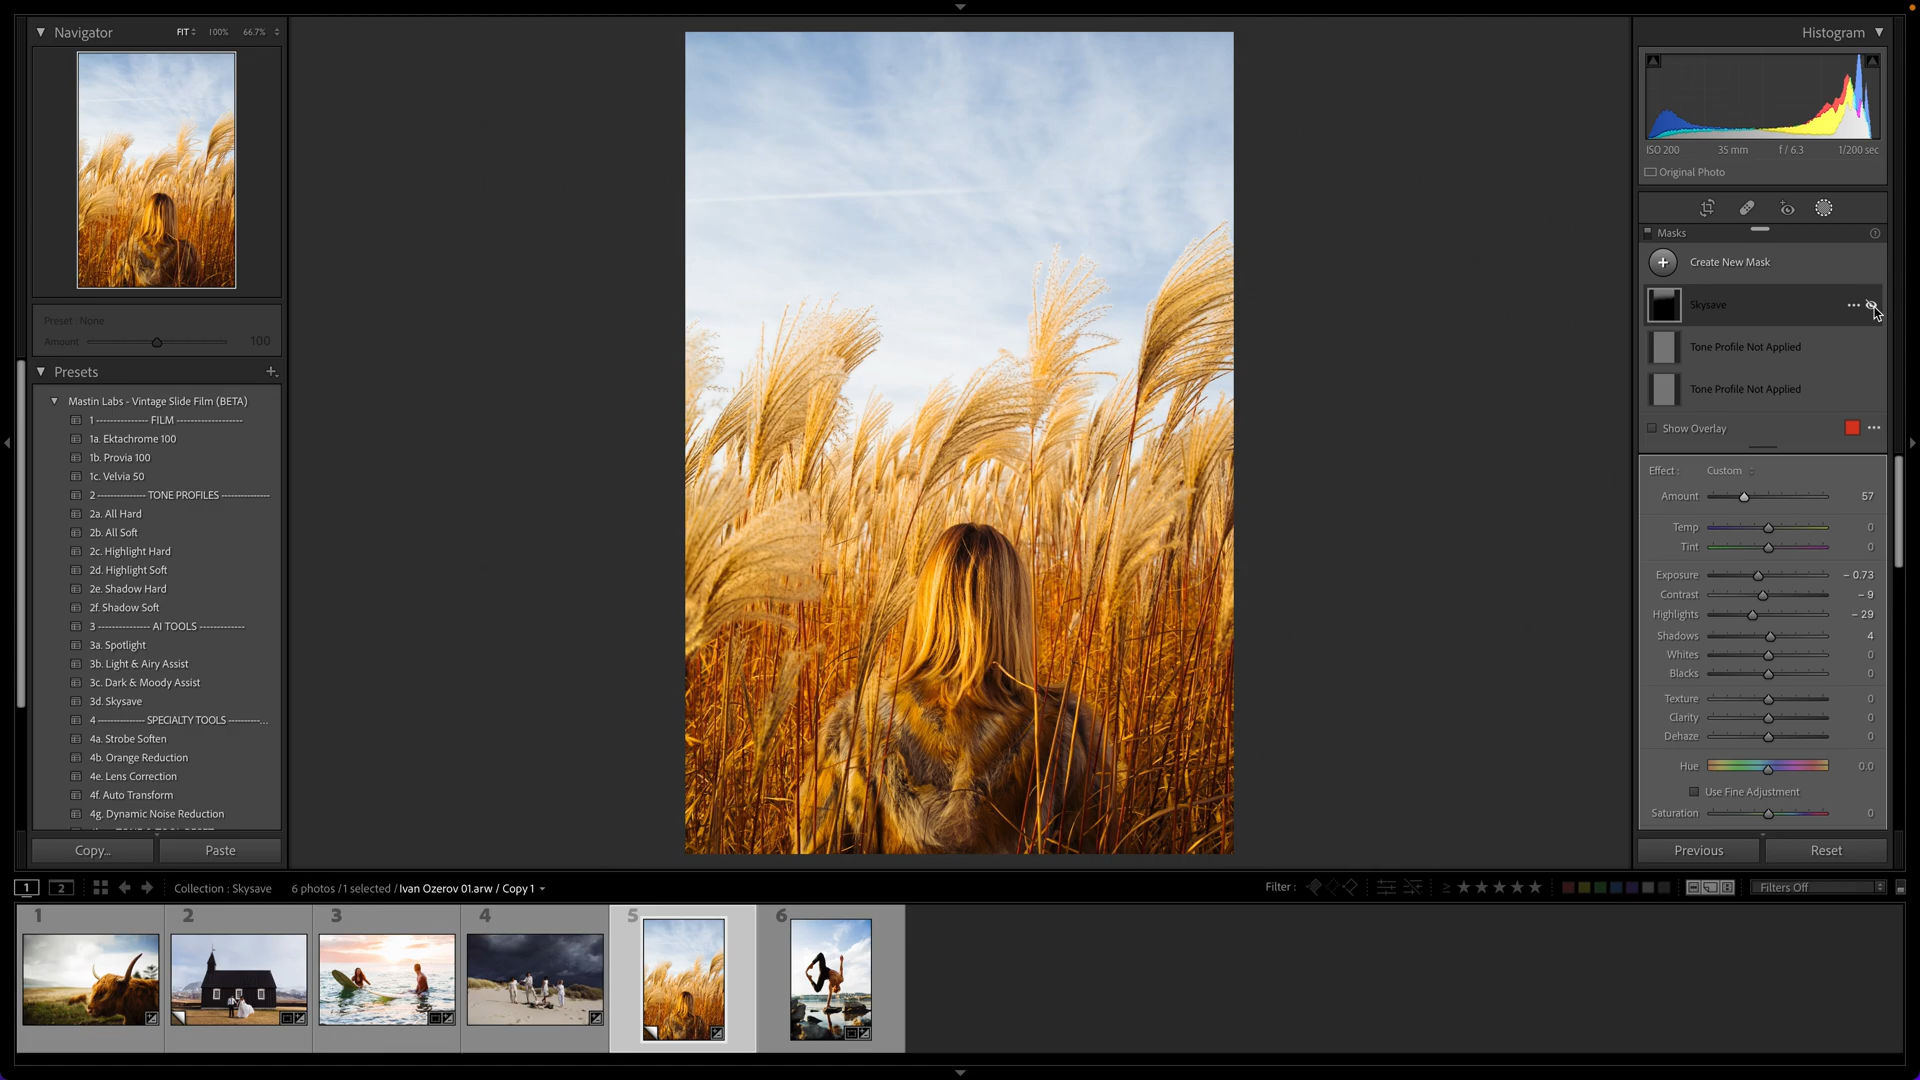 Navigator
FIT
100%
66.7%
Preset : None
Amount
100
Presets
Mastin Labs - Vintage Slide Film (BETA)
1 --------------- FILM --------------------
1a. Ektachrome 100
1b. Provia 100
1c. Velvia 50
2 --------------- TONE PROFILES ---------------
2a. All Hard
2b. All Soft
2c. Highlight Hard
2d. Highlight Soft
2e. Shadow Hard
2f. Shadow Soft
3 --------------- AI TOOLS -------------
3a. Spotlight
3b. Light & Airy Assist
3c. Dark & Moody Assist
3d. Skysave
4 --------------- SPECIALTY TOOLS ----------...
4a. Strobe Soften
4b. Orange Reduction
4e. Lens Correction
4f. Auto Transform
4g. Dynamic Noise Reduction
Copy...
Paste
Histogram
ISO 200
35 mm
f / 6.3
1/200 sec
Original Photo
Masks
Create New Mask
Skysave
Tone Profile Not Applied
Tone Profile Not Applied
Show Overlay
Effect :
Custom
Amount
57
Temp
0
Tint
0
Exposure
– 0.73
Contrast
– 9
Highlights
– 29
Shadows
4
Whites
0
Blacks
0
Texture
0
Clarity
0
Dehaze
0
Hue
0.0
Use Fine Adjustment
Saturation
0
Previous
Reset
1
2
Collection : Skysave
6 photos / 1 selected / Ivan Ozerov 01.arw / Copy 1
Filter :
≥
Filters Off
1
2
3
4
5
6